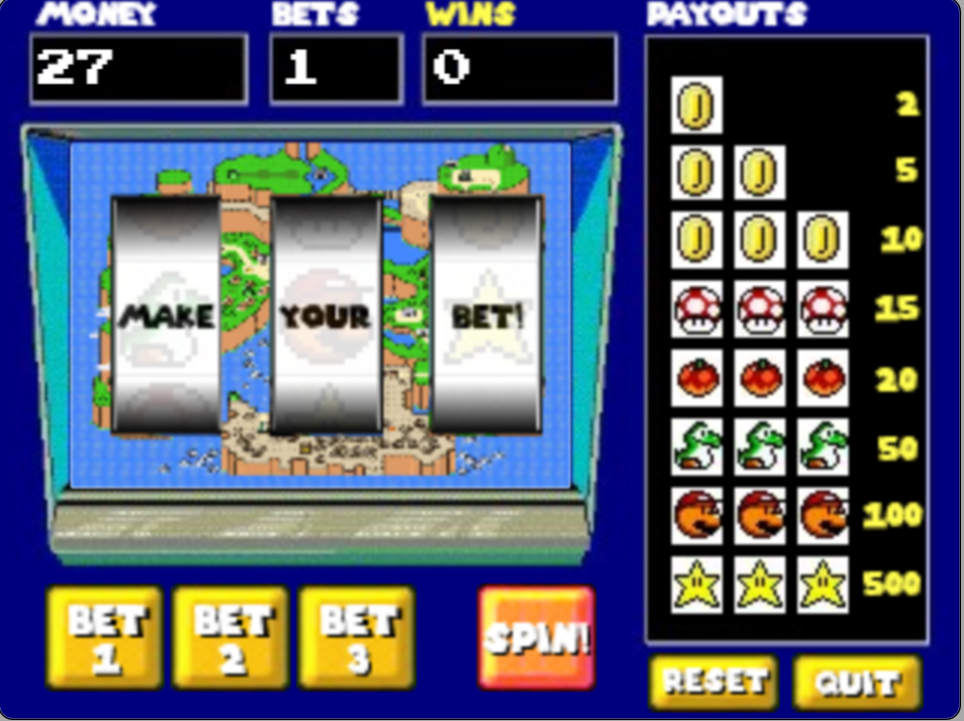 MONEY BETS WINS PAYOUTS
27 1 0
2
5
10
15
20
50
100
500
MAKE YOUR BET!
BET 1
BET 2
BET 3
SPIN!
RESET
QUIT